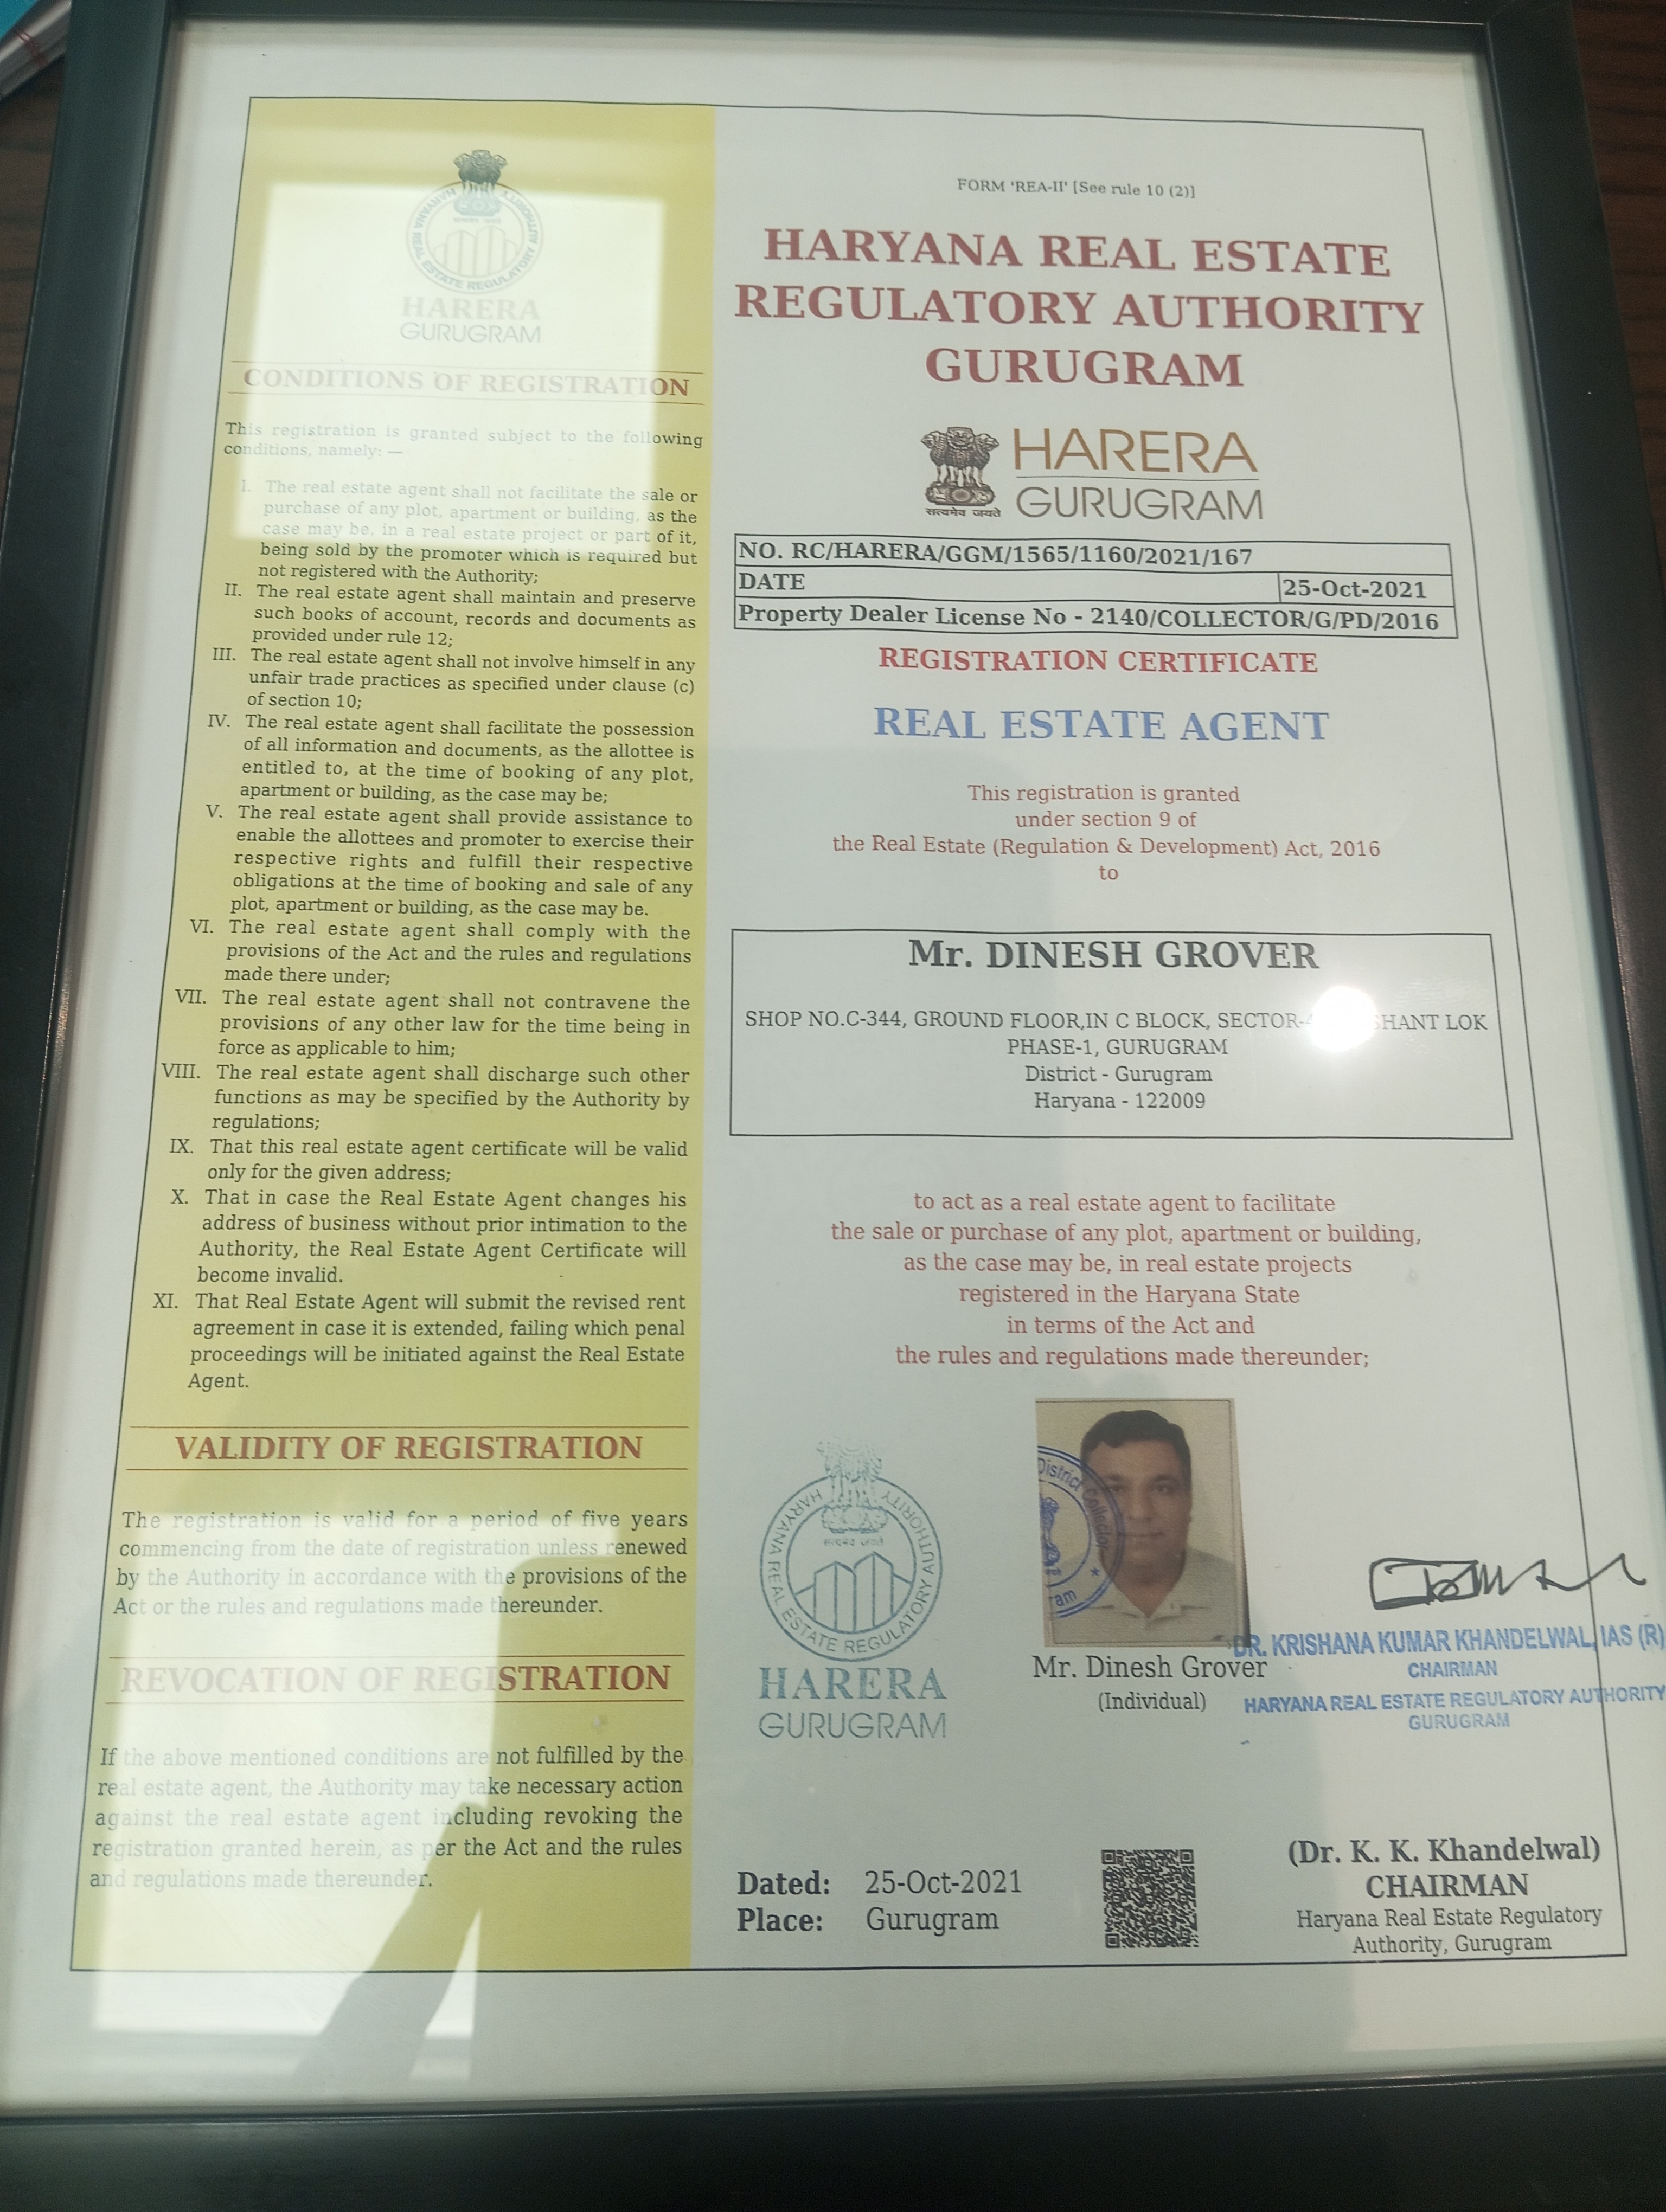 HARYANA REAL ESTATE REGULATORY AUTHORITY
सत्यमेव जयते
HARERA
GURUGRAM
CONDITIONS OF REGISTRATION
This registration is granted subject to the following
conditions, namely: —
I. The real estate agent shall not facilitate the sale or
purchase of any plot, apartment or building, as the
case may be, in a real estate project or part of it,
being sold by the promoter which is required but
not registered with the Authority;
II. The real estate agent shall maintain and preserve
such books of account, records and documents as
provided under rule 12;
III. The real estate agent shall not involve himself in any
unfair trade practices as specified under clause (c)
of section 10;
IV. The real estate agent shall facilitate the possession
of all information and documents, as the allottee is
entitled to, at the time of booking of any plot,
apartment or building, as the case may be;
V. The real estate agent shall provide assistance to
enable the allottees and promoter to exercise their
respective rights and fulfill their respective
obligations at the time of booking and sale of any
plot, apartment or building, as the case may be.
VI. The real estate agent shall comply with the
provisions of the Act and the rules and regulations
made there under;
VII. The real estate agent shall not contravene the
provisions of any other law for the time being in
force as applicable to him;
VIII. The real estate agent shall discharge such other
functions as may be specified by the Authority by
regulations;
IX. That this real estate agent certificate will be valid
only for the given address;
X. That in case the Real Estate Agent changes his
address of business without prior intimation to the
Authority, the Real Estate Agent Certificate will
become invalid.
XI. That Real Estate Agent will submit the revised rent
agreement in case it is extended, failing which penal
proceedings will be initiated against the Real Estate
Agent.
VALIDITY OF REGISTRATION
The registration is valid for a period of five years
commencing from the date of registration unless renewed
by the Authority in accordance with the provisions of the
Act or the rules and regulations made thereunder.
REVOCATION OF REGISTRATION
If the above mentioned conditions are not fulfilled by the
real estate agent, the Authority may take necessary action
against the real estate agent including revoking the
registration granted herein, as per the Act and the rules
and regulations made thereunder.
FORM 'REA-II' [See rule 10 (2)]
HARYANA REAL ESTATE
REGULATORY AUTHORITY
GURUGRAM
HARERA
सत्यमेव जयते GURUGRAM
NO. RC/HARERA/GGM/1565/1160/2021/167
DATE 25-Oct-2021
Property Dealer License No - 2140/COLLECTOR/G/PD/2016
REGISTRATION CERTIFICATE
REAL ESTATE AGENT
This registration is granted
under section 9 of
the Real Estate (Regulation & Development) Act, 2016
to
Mr. DINESH GROVER
SHOP NO.C-344, GROUND FLOOR,IN C BLOCK, LOK
PHASE-1, GURUGRAM
District - Gurugram
Haryana - 122009
to act as a real estate agent to facilitate
the sale or purchase of any plot, apartment or building,
as the case may be, in real estate projects
registered in the Haryana State
in terms of the Act and
the rules and regulations made thereunder;
HARYANA REAL ESTATE REGULATORY AUTHORITY
सत्यमेव जयते
HARERA
GURUGRAM
District Collector
Mr. Dinesh Grover
(Individual)
DR. KRISHANA KUMAR KHANDELWAL, IAS (R)
CHAIRMAN
HARYANA REAL ESTATE REGULATORY AUTHORITY
GURUGRAM
Dated: 25-Oct-2021
Place: Gurugram
(Dr. K. K. Khandelwal)
CHAIRMAN
Haryana Real Estate Regulatory
Authority, Gurugram